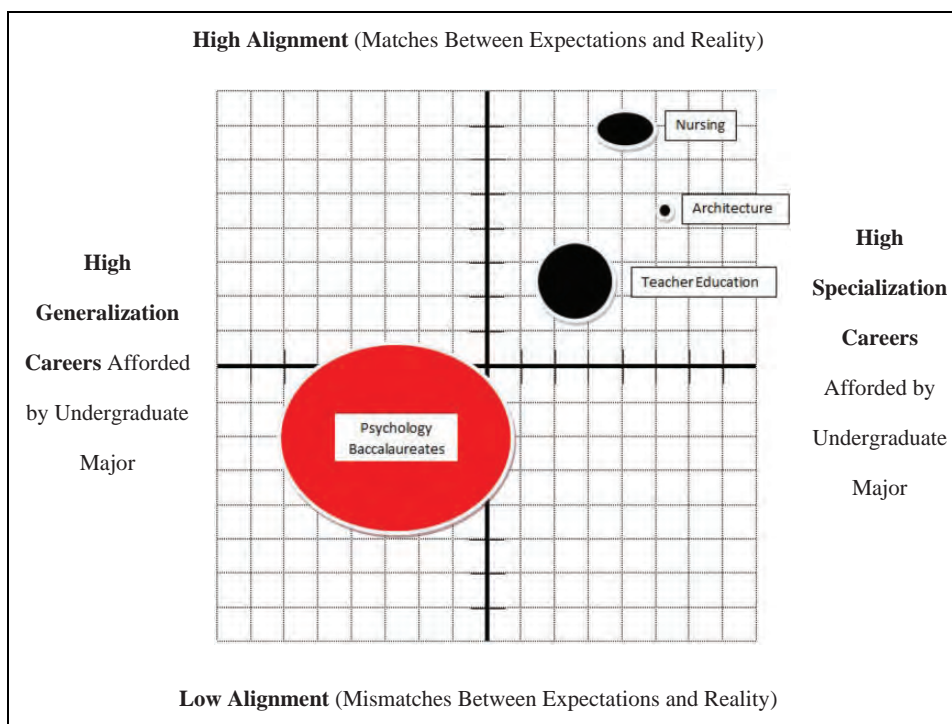 High Alignment (Matches Between Expectations and Reality)
Nursing
Architecture
Teacher Education
High
Generalization
Careers Afforded
by Undergraduate
Major
High
Specialization
Careers
Afforded by
Undergraduate
Major
Psychology
Baccalaureates
Low Alignment (Mismatches Between Expectations and Reality)